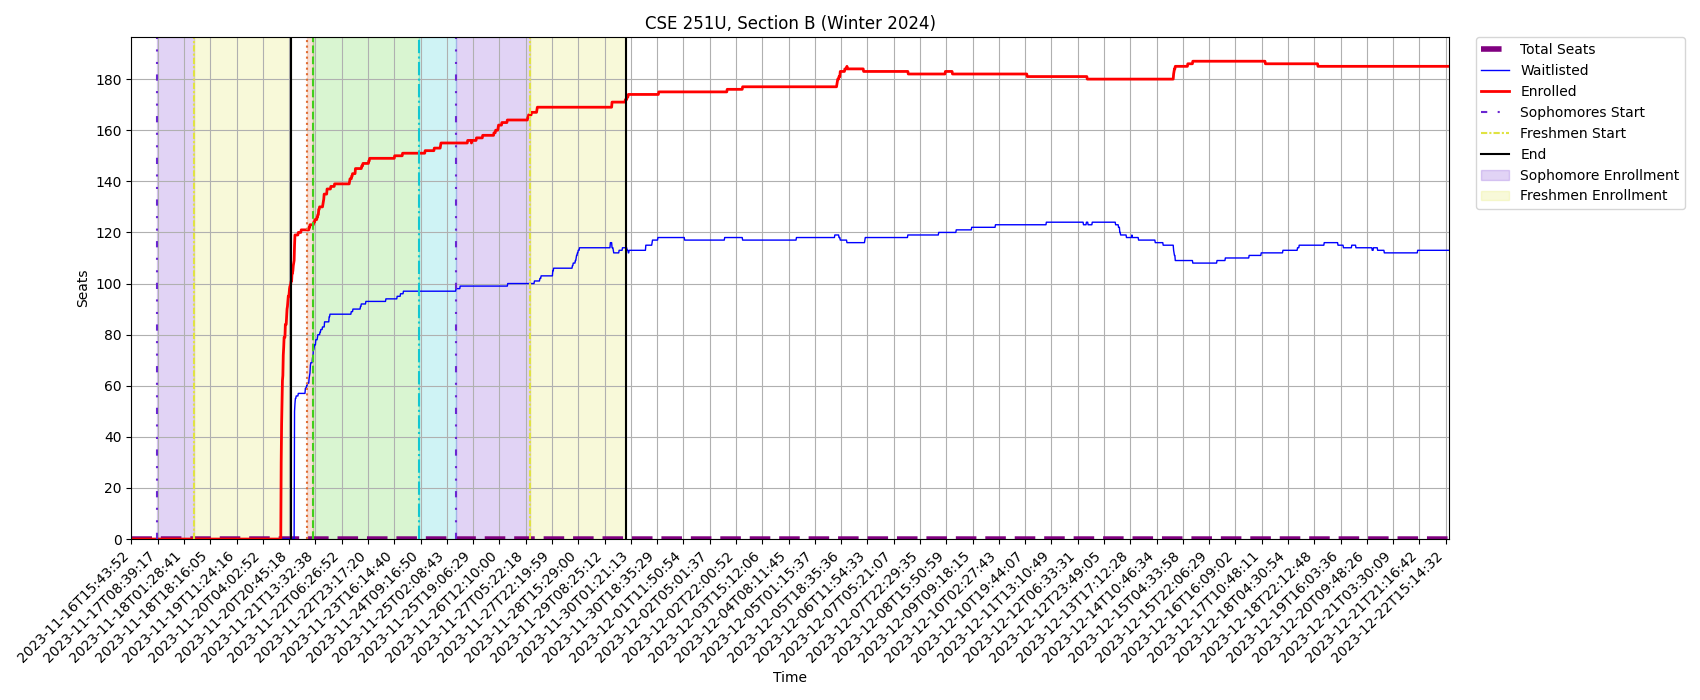 CSE 251U, Section B (Winter 2024)
Total Seats
Waitlisted
Enrolled
Sophomores Start
Freshmen Start
End
Sophomore Enrollment
Freshmen Enrollment
Seats
180
160
140
120
100
80
60
40
20
0
2023-11-16T15:43:52
2023-11-17T08:39:17
2023-11-18T01:28:41
2023-11-18T18:16:05
2023-11-19T11:24:16
2023-11-20T04:02:52
2023-11-20T20:45:18
2023-11-21T13:32:38
2023-11-22T06:26:52
2023-11-22T23:17:20
2023-11-23T16:14:40
2023-11-24T09:16:50
2023-11-25T02:08:43
2023-11-25T19:06:29
2023-11-26T12:10:00
2023-11-27T05:22:18
2023-11-27T22:19:59
2023-11-28T15:29:00
2023-11-29T08:25:12
2023-11-30T01:21:13
2023-11-30T18:35:29
2023-12-01T11:50:54
2023-12-02T05:01:37
2023-12-02T22:00:52
2023-12-03T15:12:06
2023-12-04T08:11:45
2023-12-05T01:15:37
2023-12-05T18:35:36
2023-12-06T11:54:33
2023-12-07T05:21:07
2023-12-07T22:29:35
2023-12-08T15:50:59
2023-12-09T09:18:15
2023-12-10T02:27:43
2023-12-10T19:44:07
2023-12-11T13:10:49
2023-12-12T06:33:31
2023-12-12T23:49:05
2023-12-13T17:12:28
2023-12-14T10:46:34
2023-12-15T04:33:58
2023-12-15T22:06:29
2023-12-16T16:09:02
2023-12-17T10:48:11
2023-12-18T04:30:54
2023-12-18T22:12:48
2023-12-19T16:03:36
2023-12-20T09:48:26
2023-12-21T03:30:09
2023-12-21T21:16:42
2023-12-22T15:14:32
Time